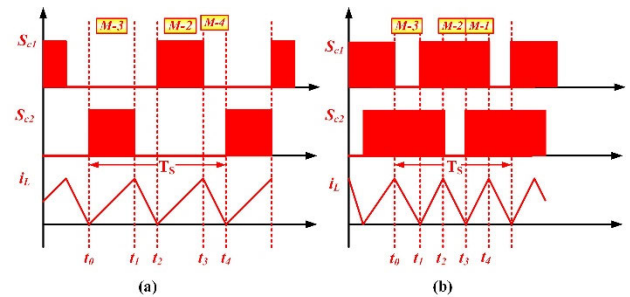 M-3 M-2 M-4
Sc1
Sc2
TS
iL
t0 t1 t2 t3 t4
(a)
M-3 M-2 M-1
Sc1
Sc2
TS
iL
t0 t1 t2 t3 t4
(b)